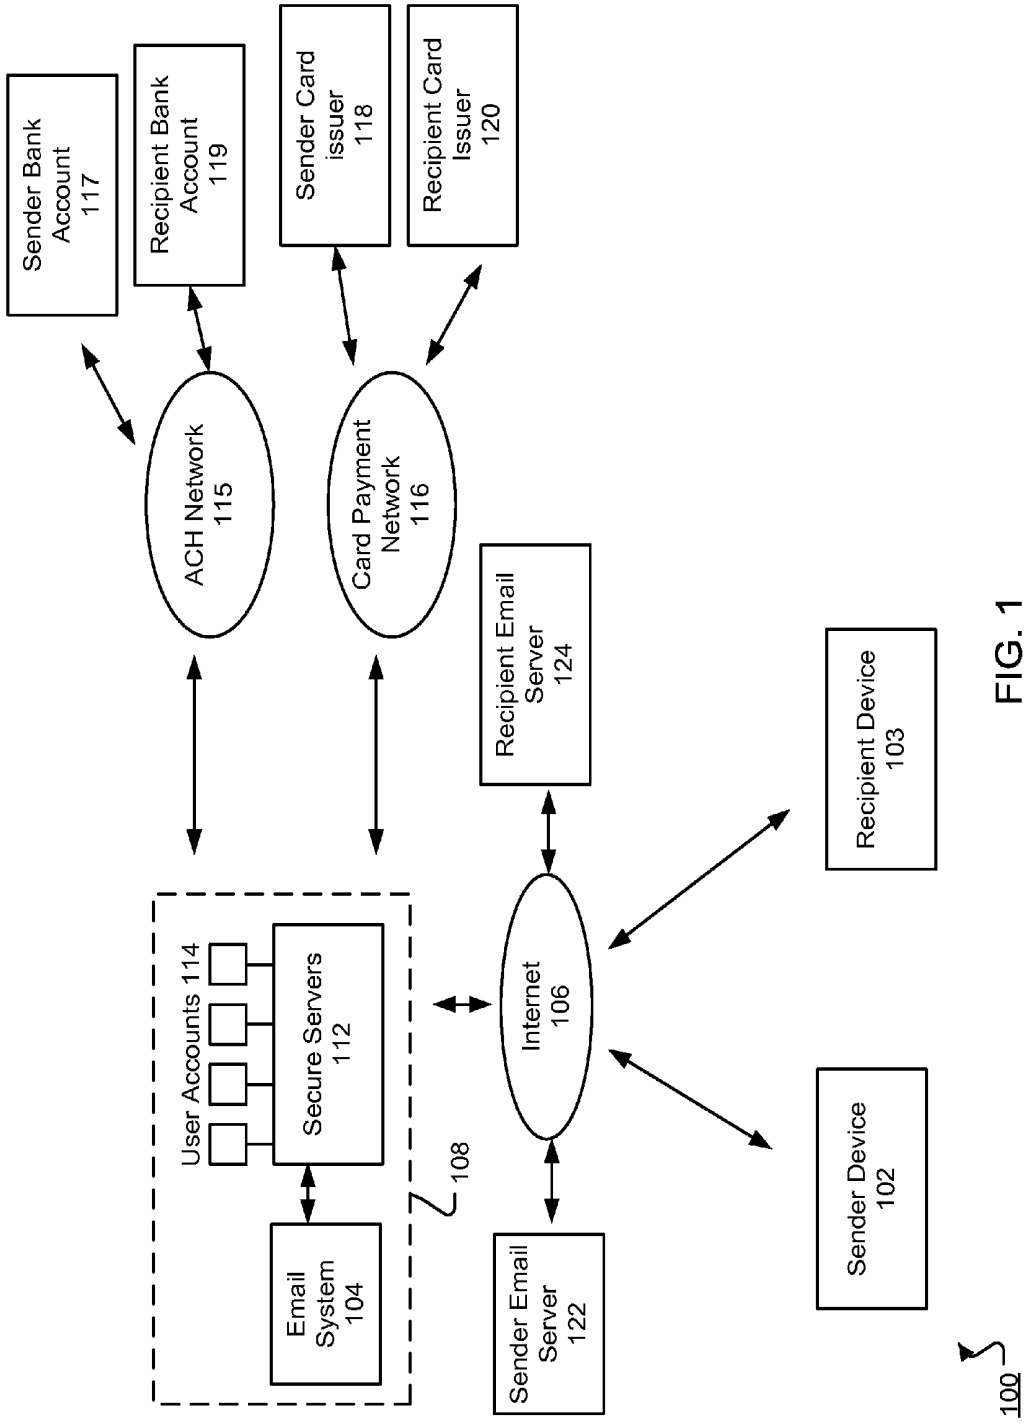 User Accounts 114
Email
System
104
Secure Servers
112
108
ACH Network
115
Sender Bank
Account
117
Recipient Bank
Account
119
Card Payment
Network
116
Sender Card
issuer
118
Recipient Card
Issuer
120
Sender Email
Server
122
Internet
106
Recipient Email
Server
124
Sender Device
102
Recipient Device
103
100
FIG. 1